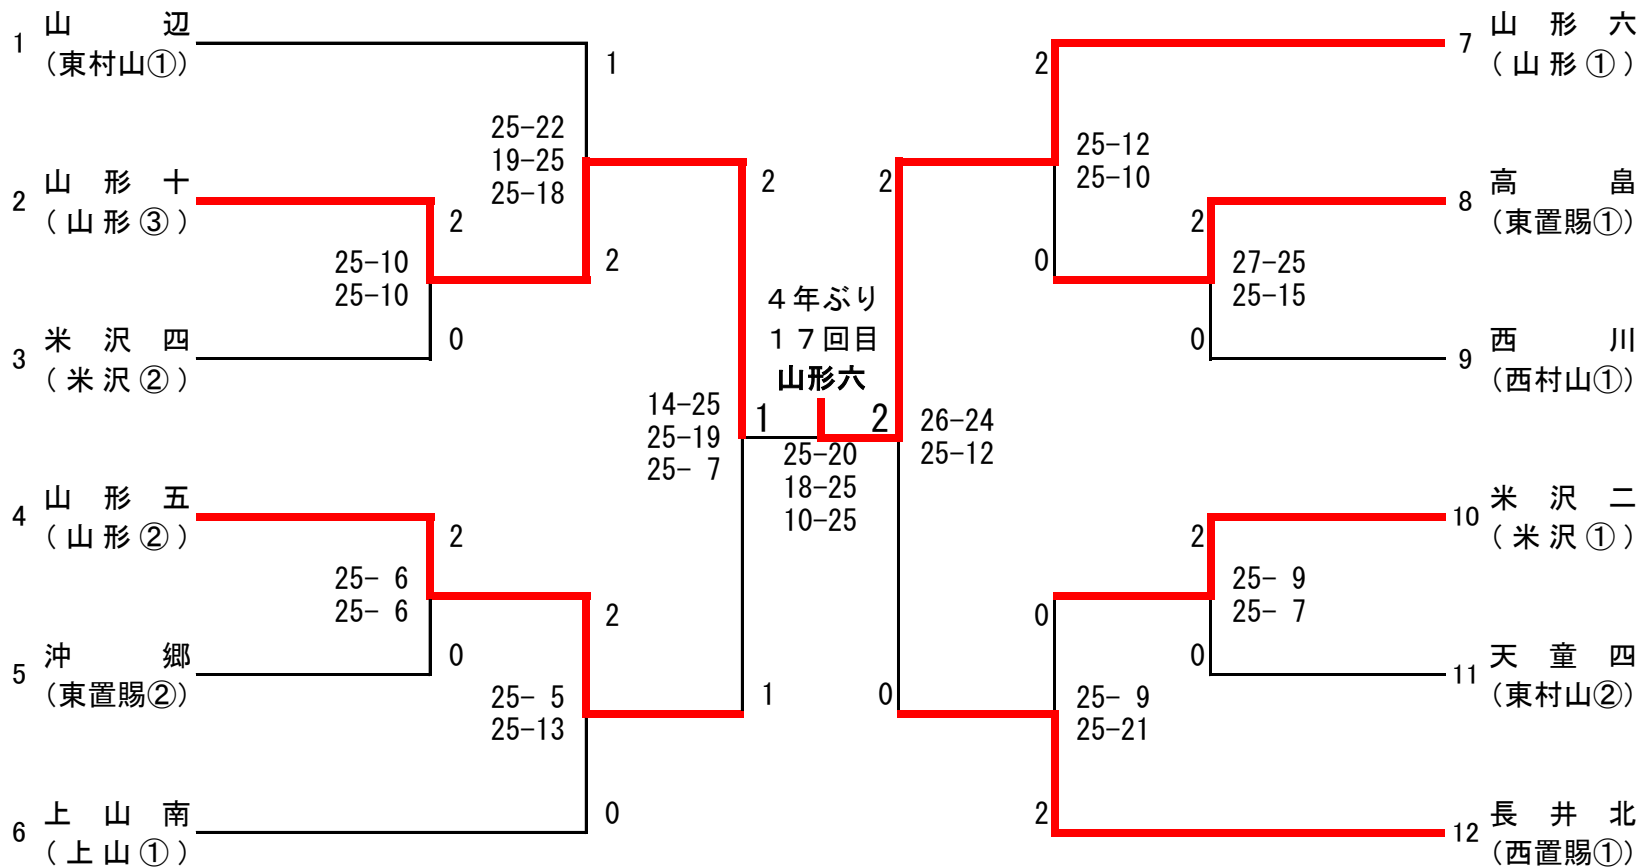 1 山辺
(東村山①)
2 山形十
(山形③)
3 米沢四
(米沢②)
4 山形五
(山形②)
5 沖郷
(東置賜②)
6 上山南
(上山①)
2
25-10
25-10
0
2
25- 6
25- 6
0
1
25-22
19-25
25-18
2
2
25- 5
25-13
0
2
14-25
25-19
25- 7
1
4年ぶり
17回目
山形六
1 2
25-20
18-25
10-25
2
26-24
25-12
0
2
25-12
25-10
0
0
25- 9
25-21
2
2
27-25
25-15
0
2
25- 9
25- 7
0
7 山形六
(山形①)
8 高畠
(東置賜①)
9 西川
(西村山①)
10 米沢二
(米沢①)
11 天童四
(東村山②)
12 長井北
(西置賜①)